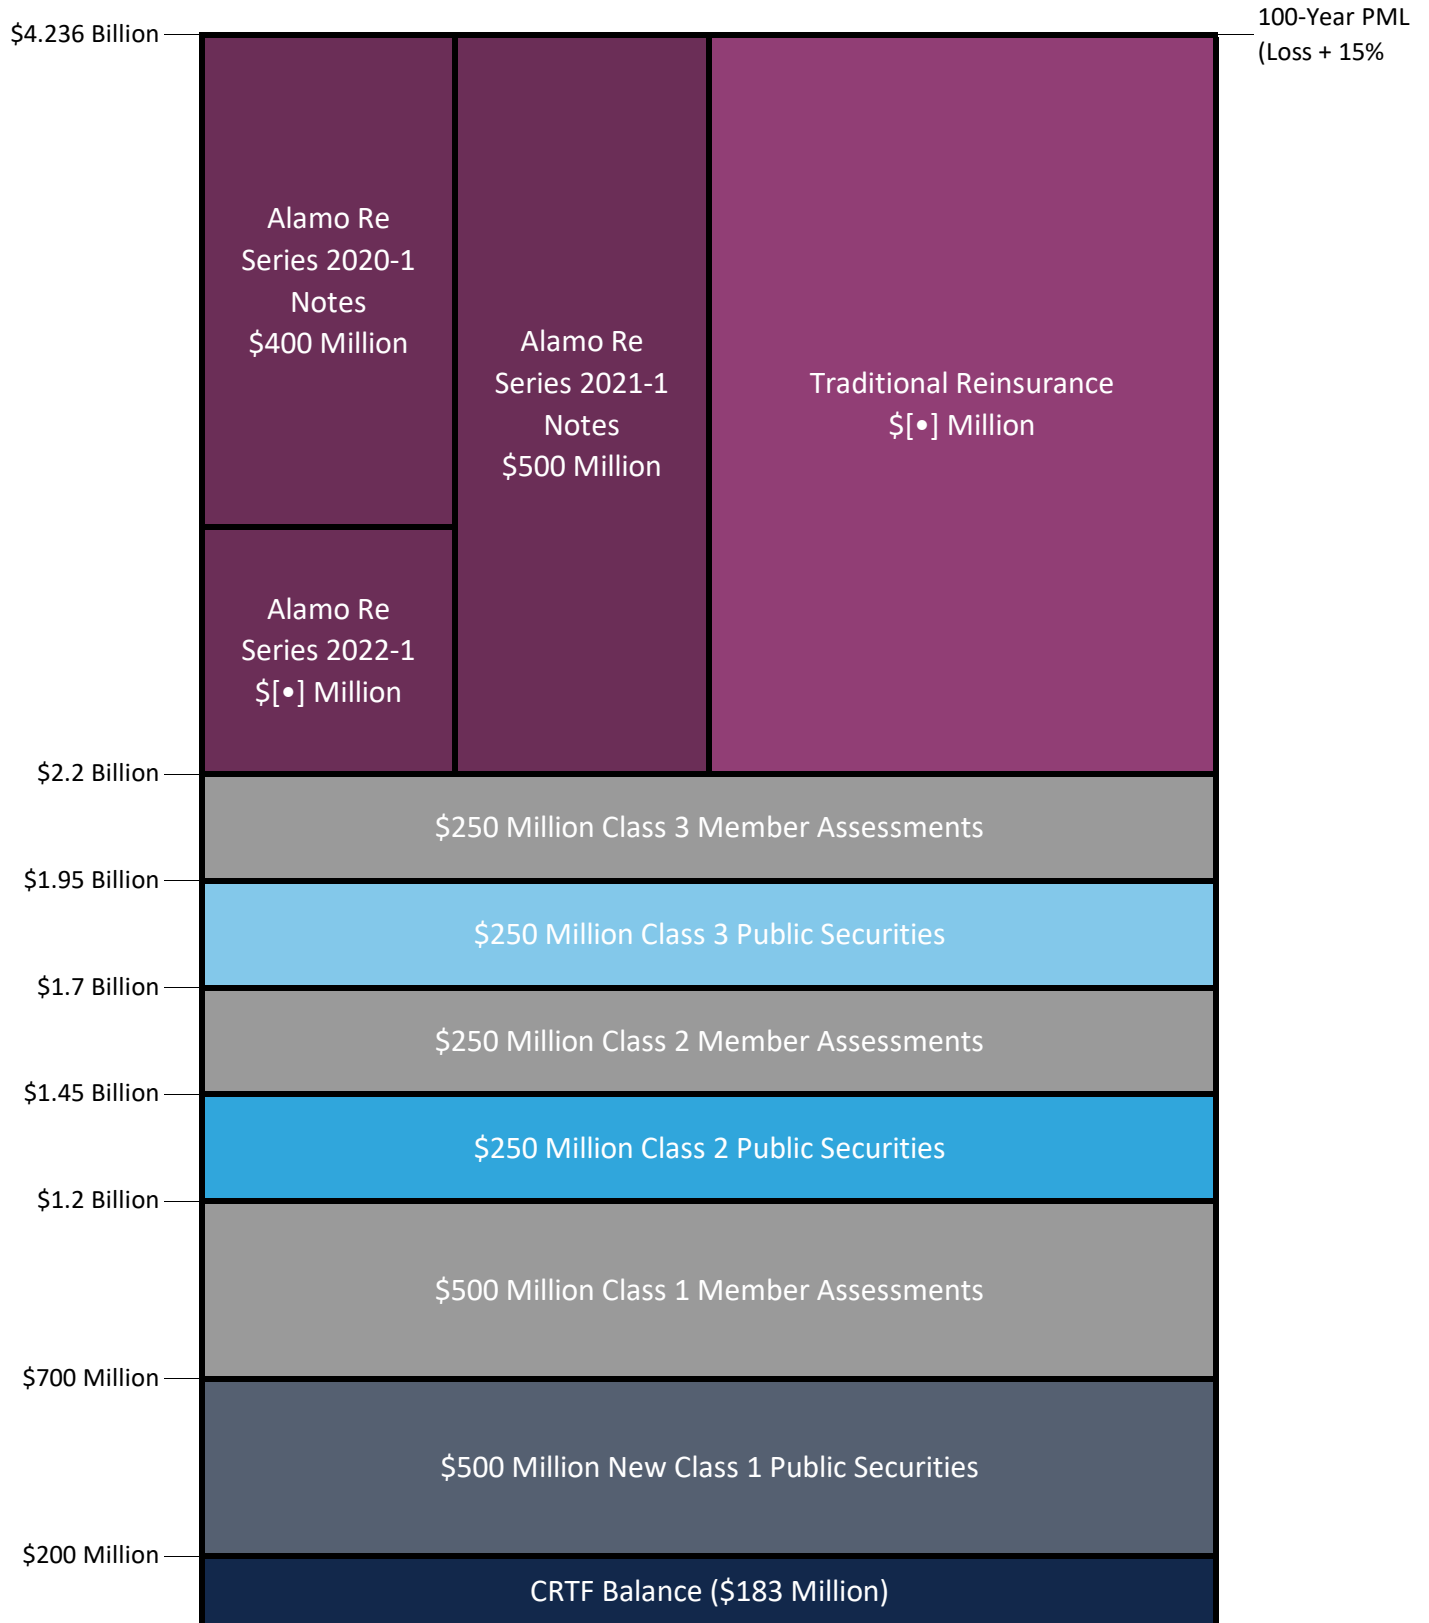 100-Year PML
$4.236 Billion
(Loss + 15%
Alamo Re
Series 2020-1
Notes
$400 Million
Alamo Re
Series 2021-1
Notes
$500 Million
Traditional Reinsurance
$[•] Million
Alamo Re
Series 2022-1
$[•] Million
$2.2 Billion
$250 Million Class 3 Member Assessments
$1.95 Billion
$250 Million Class 3 Public Securities
$1.7 Billion
$250 Million Class 2 Member Assessments
$1.45 Billion
$250 Million Class 2 Public Securities
$1.2 Billion
$500 Million Class 1 Member Assessments
$700 Million
$500 Million New Class 1 Public Securities
$200 Million
CRTF Balance ($183 Million)